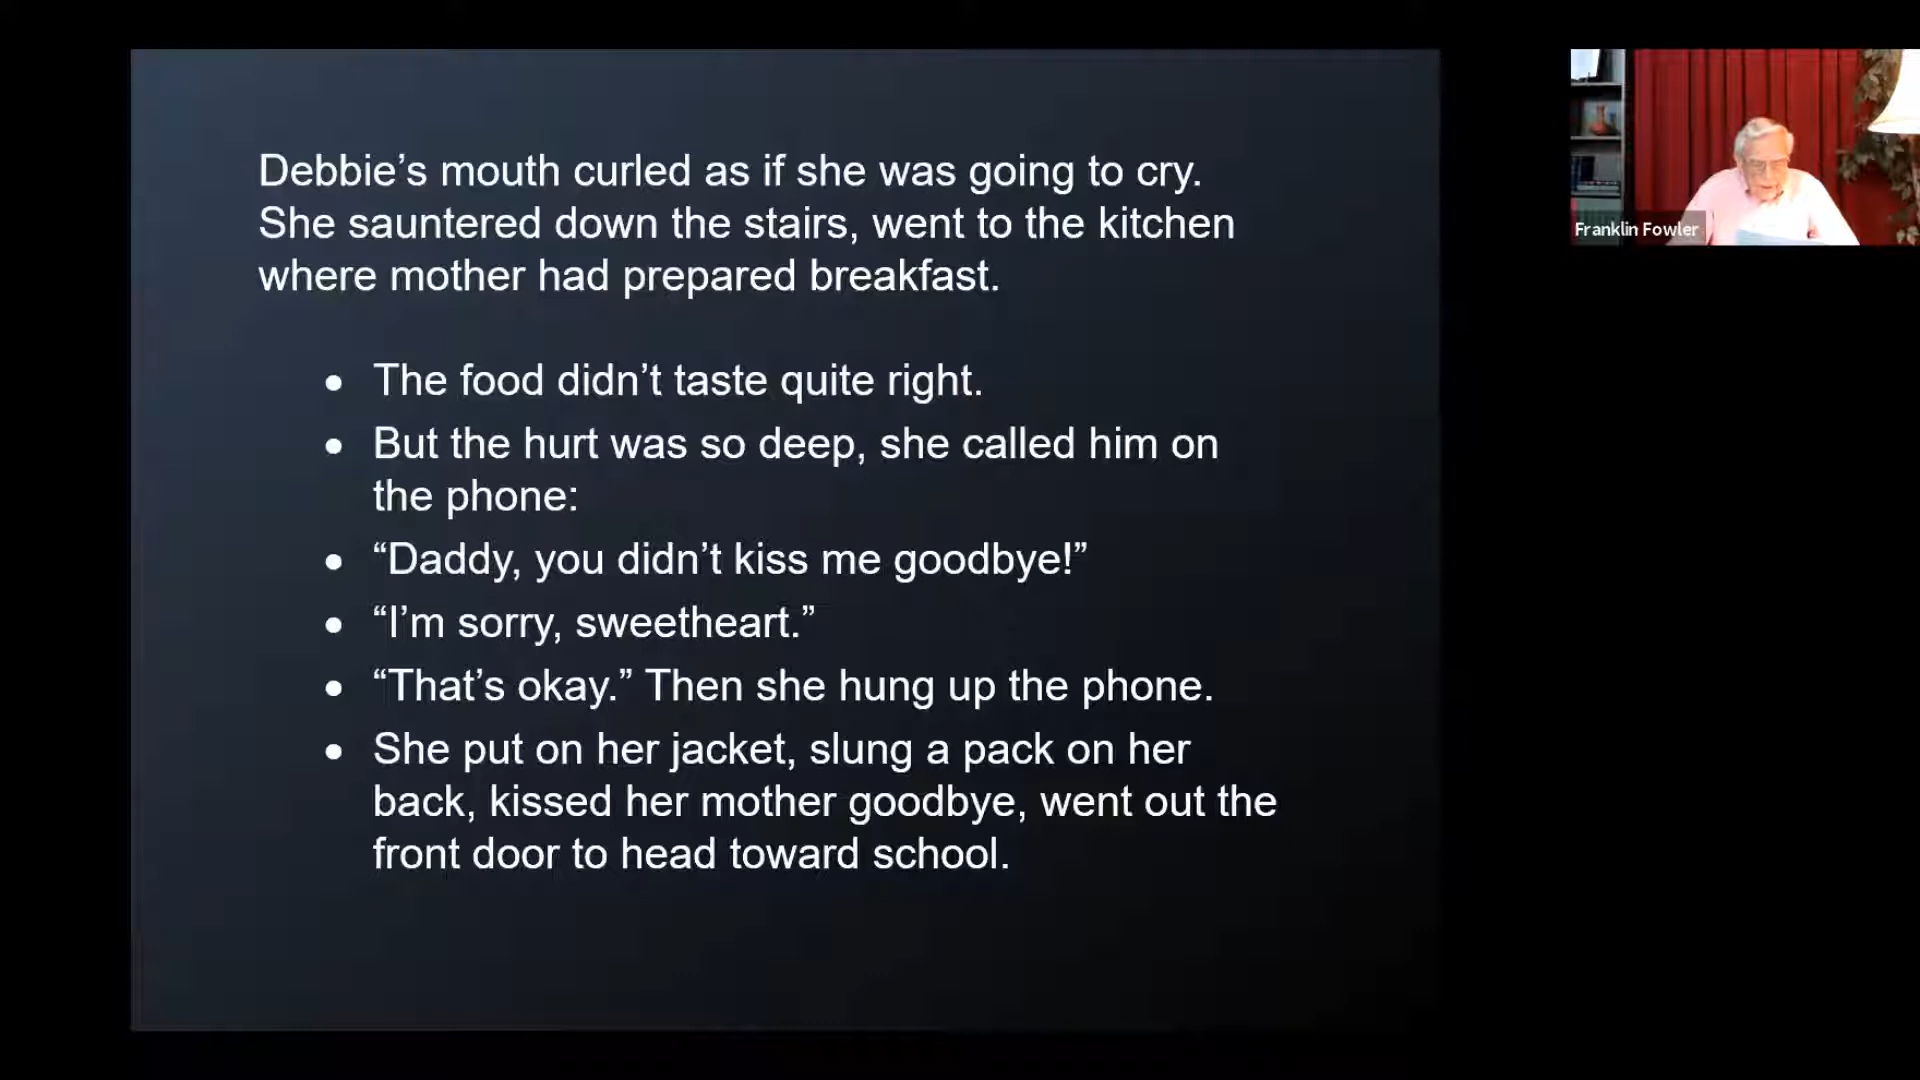 Debbie’s mouth curled as if she was going to cry.
She sauntered down the stairs, went to the kitchen
where mother had prepared breakfast.
• The food didn’t taste quite right.
• But the hurt was so deep, she called him on
the phone:
• “Daddy, you didn’t kiss me goodbye!”
• “I’m sorry, sweetheart.”
• “That’s okay.” Then she hung up the phone.
• She put on her jacket, slung a pack on her
back, kissed her mother goodbye, went out the
front door to head toward school.
Franklin Fowler